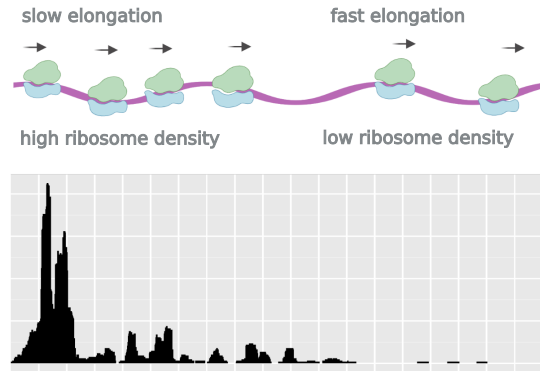 slow elongation
fast elongation
high ribosome density
low ribosome density